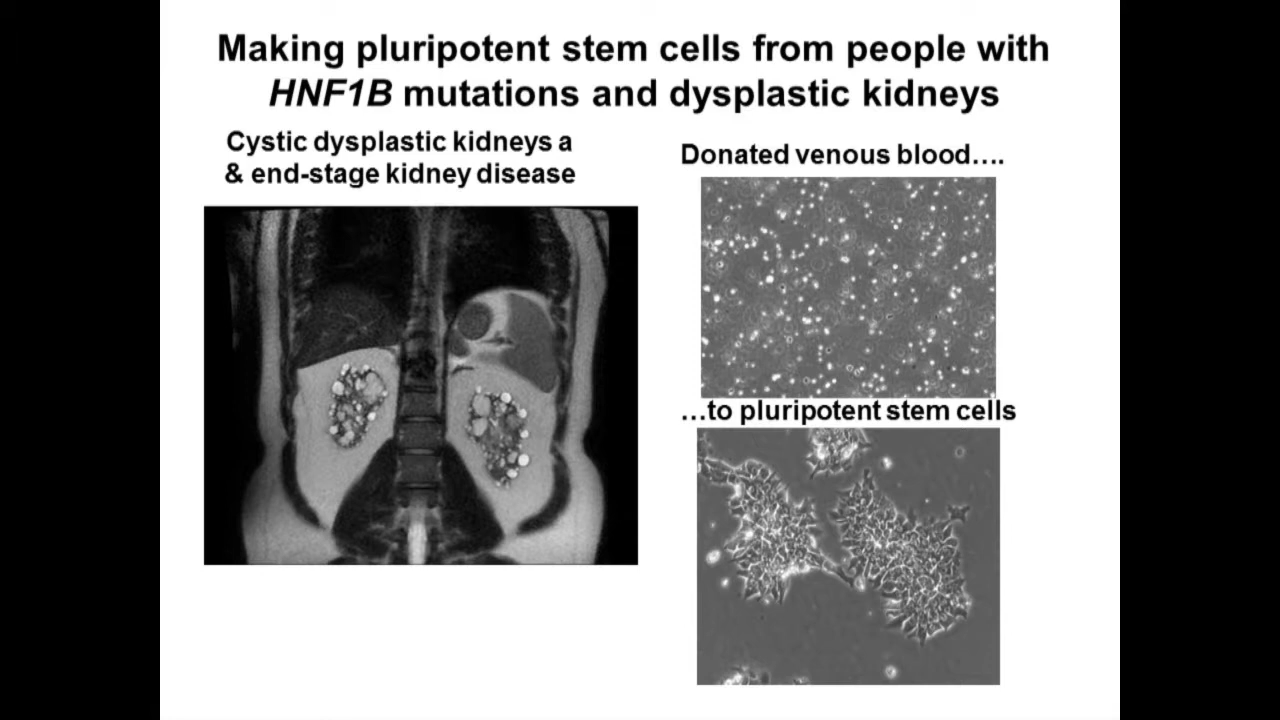 Making pluripotent stem cells from people with
HNF1B mutations and dysplastic kidneys
Cystic dysplastic kidneys a
& end-stage kidney disease
Donated venous blood....
...to pluripotent stem cells